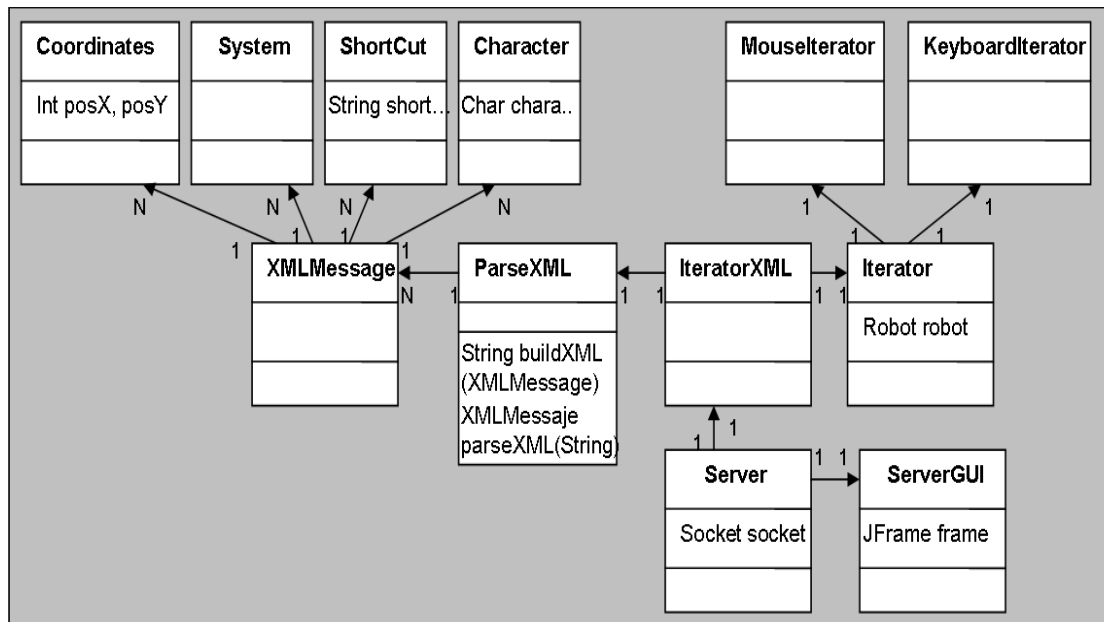 Coordinates
System
ShortCut
Character
MouseIterator
KeyboardIterator
Int posX, posY
String short...
Char chara..
N
N
N
N
1
1
1
1
1
1
1
1
XMLMessage
ParseXML
IteratorXML
Iterator
N
1
1
1
1
1
Robot robot
String buildXML
(XMLMessage)
XMLMessaje
parseXML(String)
1
1
Server
1
1
ServerGUI
Socket socket
JFrame frame